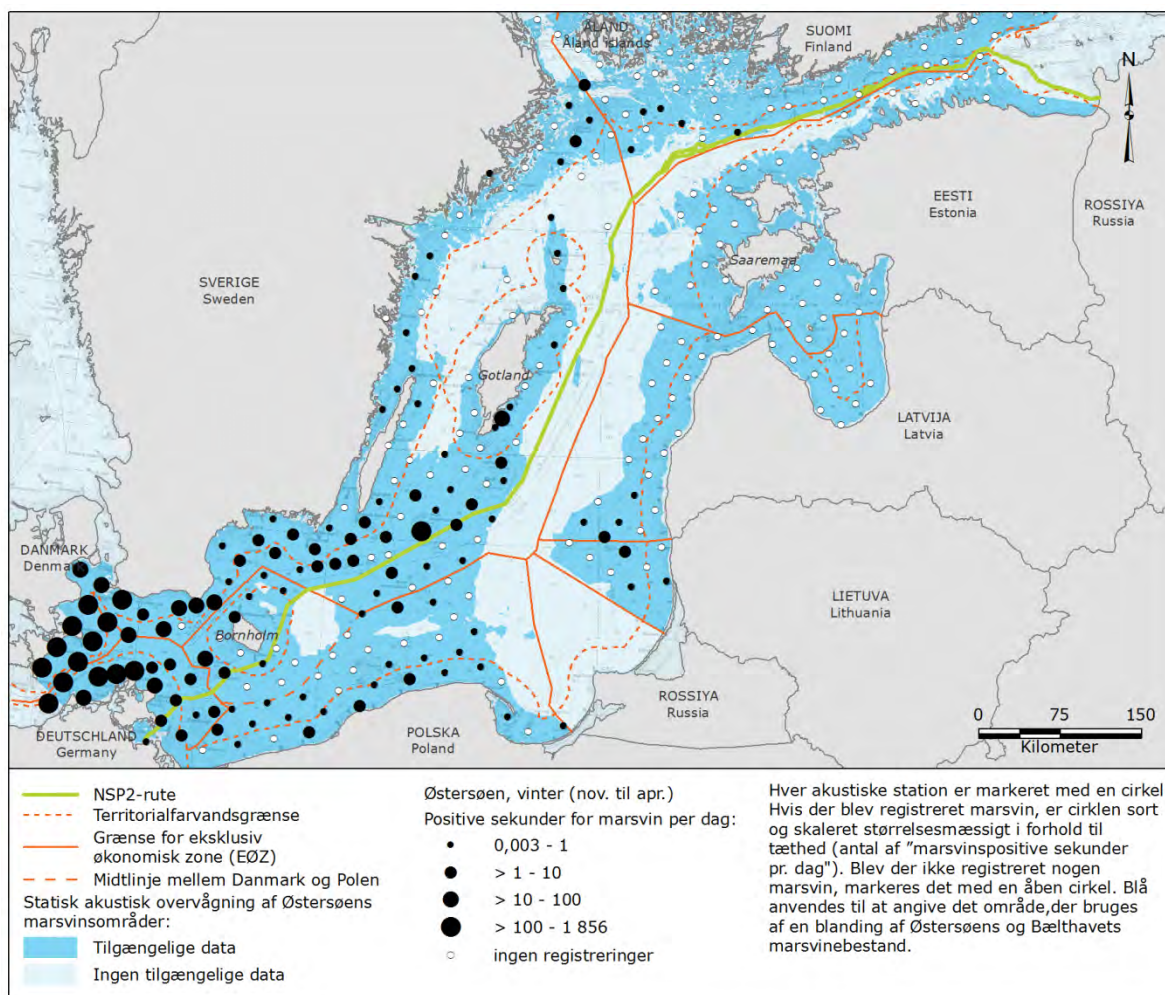 ÅLAND
Åland islands
SUOMI
Finland
N
EESTI
Estonia
ROSSIYA
Russia
SVERIGE
Sweden
Saaremaa
Gotland
LATVIJA
Latvia
DANMARK
Denmark
LIETUVA
Lithuania
Bornholm
ROSSIYA
Russia
DEUTSCHLAND
Germany
POLSKA
Poland
0 75 150
Kilometer
NSP2-rute
Territorialfarvandsgrænse
Grænse for eksklusiv
økonomisk zone (EØZ)
Midtlinje mellem Danmark og Polen
Statisk akustisk overvågning af Østersøens
marsvinsområder:
Tilgængelige data
Ingen tilgængelige data
Østersøen, vinter (nov. til apr.)
Positive sekunder for marsvin per dag:
0,003 - 1
> 1 - 10
> 10 - 100
> 100 - 1 856
ingen registreringer
Hver akustiske station er markeret med en cirkel
Hvis der blev registreret marsvin, er cirklen sort
og skaleret størrelsesmæssigt i forhold til
tæthed (antal af ”marsvinspositive sekunder
pr. dag"). Blev der ikke registreret nogen
marsvin, markeres det med en åben cirkel. Blå
anvendes til at angive det område,der bruges
af en blanding af Østersøens og Bælthavets
marsvinebestand.